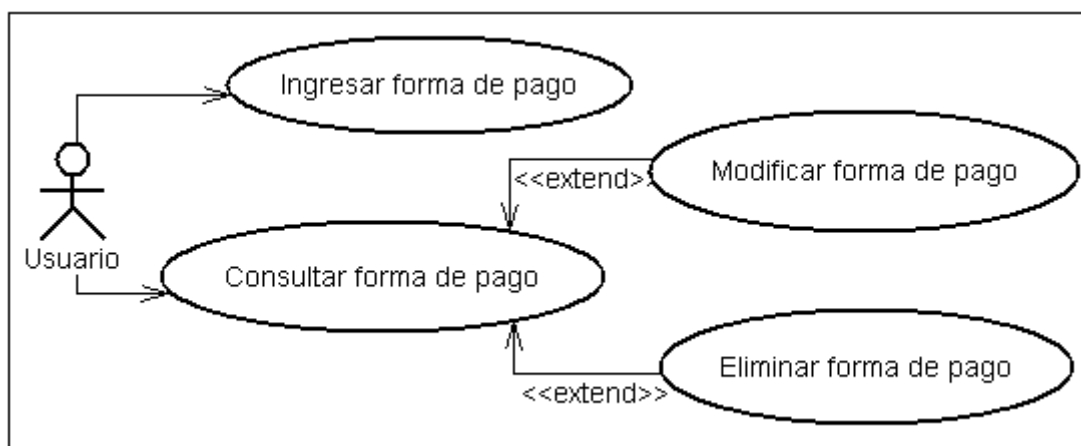 Ingresar forma de pago
Modificar forma de pago
<<extend>>
Usuario
Consultar forma de pago
Eliminar forma de pago
<<extend>>